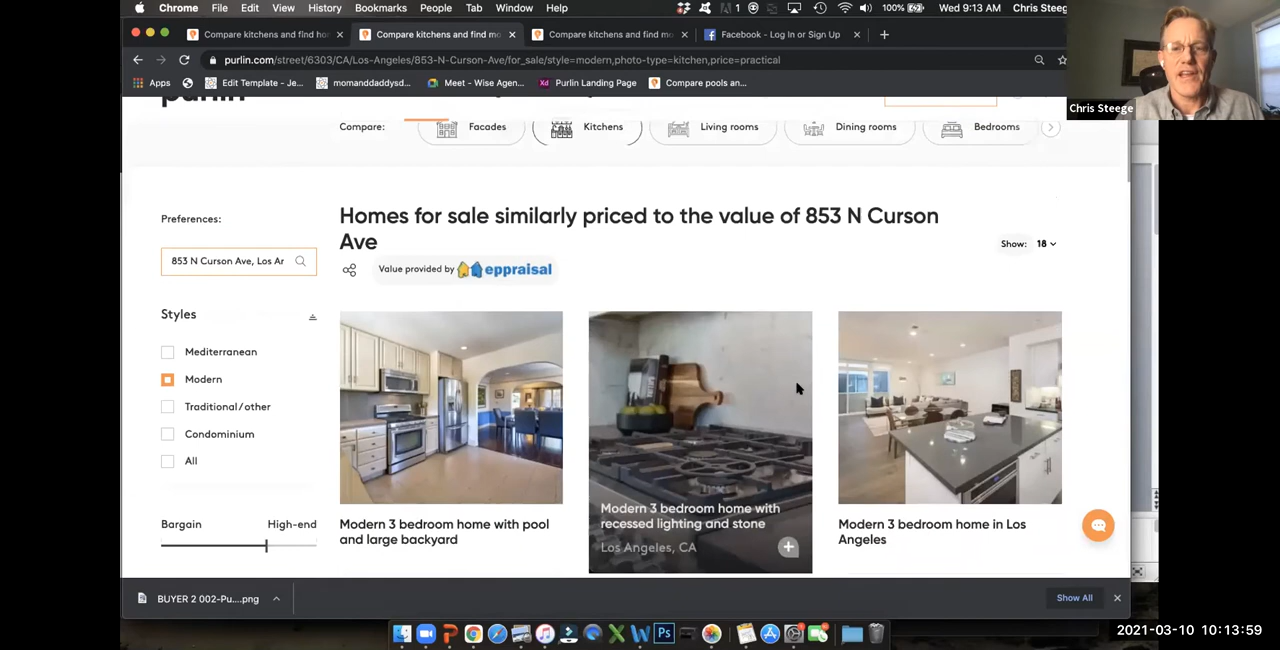 Chrome File Edit View History Bookmarks People Tab Window Help
1
100%
Wed 9:13 AM Chris Steeg
Compare kitchens and find ho
Compare kitchens and find mo
Compare kitchens and find mo
Facebook - Log In or Sign Up
purlin.com/street/6303/CA/Los-Angeles/853-N-Curson-Ave/for_sale/style=modern,photo-type=kitchen,price=practical
Apps
Edit Template - Je...
momanddaddysd...
Meet - Wise Agen...
Xd Purlin Landing Page
Compare pools an...
Chris Steege
purlin
Compare:
Facades
Kitchens
Living rooms
Dining rooms
Bedrooms
Preferences:
853 N Curson Ave, Los Ar
Homes for sale similarly priced to the value of 853 N Curson
Ave
Show: 18
Value provided by eppraisal
Styles
Mediterranean
Modern
Traditional/other
Condominium
All
Bargain
High-end
Modern 3 bedroom home with pool
and large backyard
Modern 3 bedroom home with
recessed lighting and stone
Los Angeles, CA
Modern 3 bedroom home in Los
Angeles
BUYER 2 002-Pu....png
Show All
Ps
2021-03-10 10:13:59